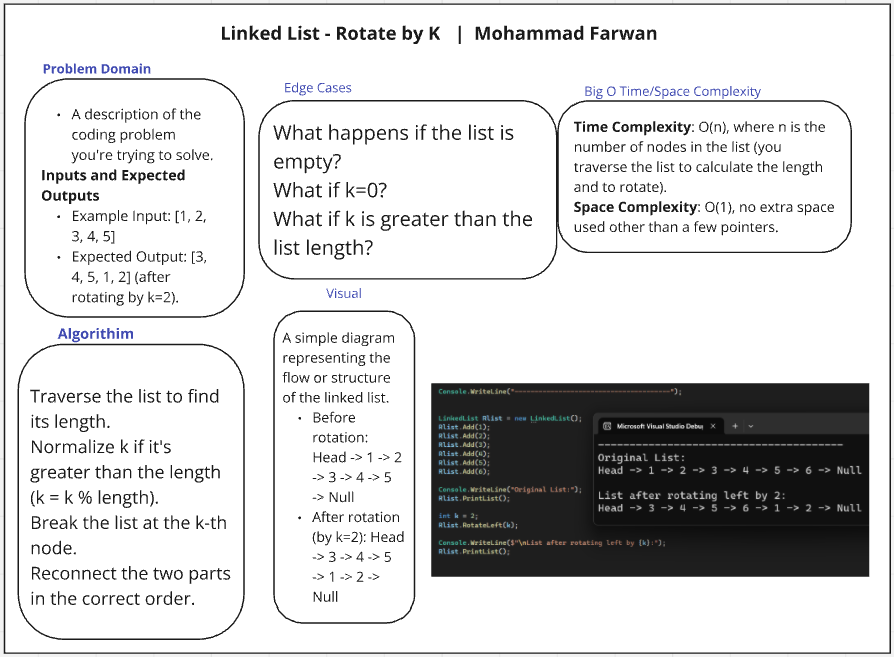 Linked List - Rotate by K | Mohammad Farwan
Problem Domain
• A description of the
coding problem
you're trying to solve.
Inputs and Expected
Outputs
• Example Input: [1, 2,
3, 4, 5]
• Expected Output: [3,
4, 5, 1, 2] (after
rotating by k=2).
Edge Cases
What happens if the list is
empty?
What if k=0?
What if k is greater than the
list length?
Big O Time/Space Complexity
Time Complexity: O(n), where n is the
number of nodes in the list (you
traverse the list to calculate the length
and to rotate).
Space Complexity: O(1), no extra space
used other than a few pointers.
Algorithim
Traverse the list to find
its length.
Normalize k if it's
greater than the length
(k = k % length).
Break the list at the k-th
node.
Reconnect the two parts
in the correct order.
Visual
A simple diagram
representing the
flow or structure
of the linked list.
• Before
rotation:
Head -> 1 -> 2
-> 3 -> 4 -> 5
-> Null
• After rotation
(by k=2): Head
-> 3 -> 4 -> 5
-> 1 -> 2 ->
Null
Console.WriteLine("----------------------------------------");
LinkedList Rlist = new LinkedList();
Rlist.Add(1);
Rlist.Add(2);
Rlist.Add(3);
Rlist.Add(4);
Rlist.Add(5);
Rlist.Add(6);
Console.WriteLine("Original List:");
Rlist.PrintList();
int k = 2;
Rlist.RotateLeft(k);
Console.WriteLine($"\nList after rotating left by {k}:");
Rlist.PrintList();
Microsoft Visual Studio Debu × +
----------------------------------------
Original List:
Head -> 1 -> 2 -> 3 -> 4 -> 5 -> 6 -> Null
List after rotating left by 2:
Head -> 3 -> 4 -> 5 -> 6 -> 1 -> 2 -> Null